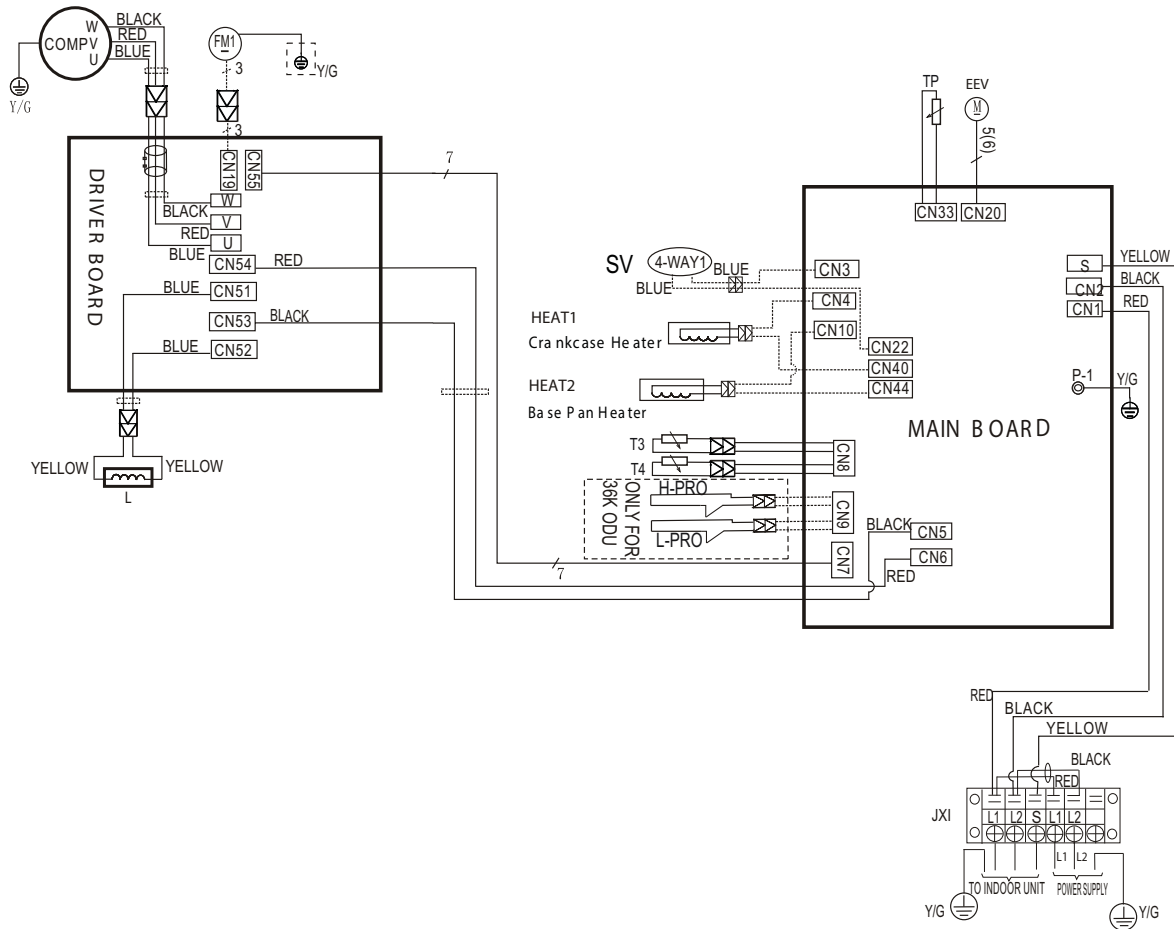 BLACK
W
RED
COMP
V
BLUE
U
Y/G
FM1
3
Y/G
3
DRIVER BOARD
CN19
CN55
7
W
BLACK
V
RED
U
BLUE
CN54
RED
BLUE
CN51
CN53
BLACK
BLUE
CN52
YELLOW
YELLOW
L
TP
EEV
M
5(6)
CN33
CN20
SV
4-WAY1
BLUE
BLUE
CN3
CN4
HEAT1
Crankcase Heater
CN10
CN22
CN40
HEAT2
CN44
Base Pan Heater
S
YELLOW
CN2
BLACK
CN1
RED
P-1
Y/G
MAIN BOARD
T3
T4
CN8
ONLY FOR
36K ODU
H-PRO
L-PRO
CN9
BLACK
CN5
CN7
CN6
RED
7
RED
BLACK
YELLOW
BLACK
RED
JXI
L1 L2 S L1 L2
L1 L2
TO INDOOR UNIT
POWER SUPPLY
Y/G
Y/G